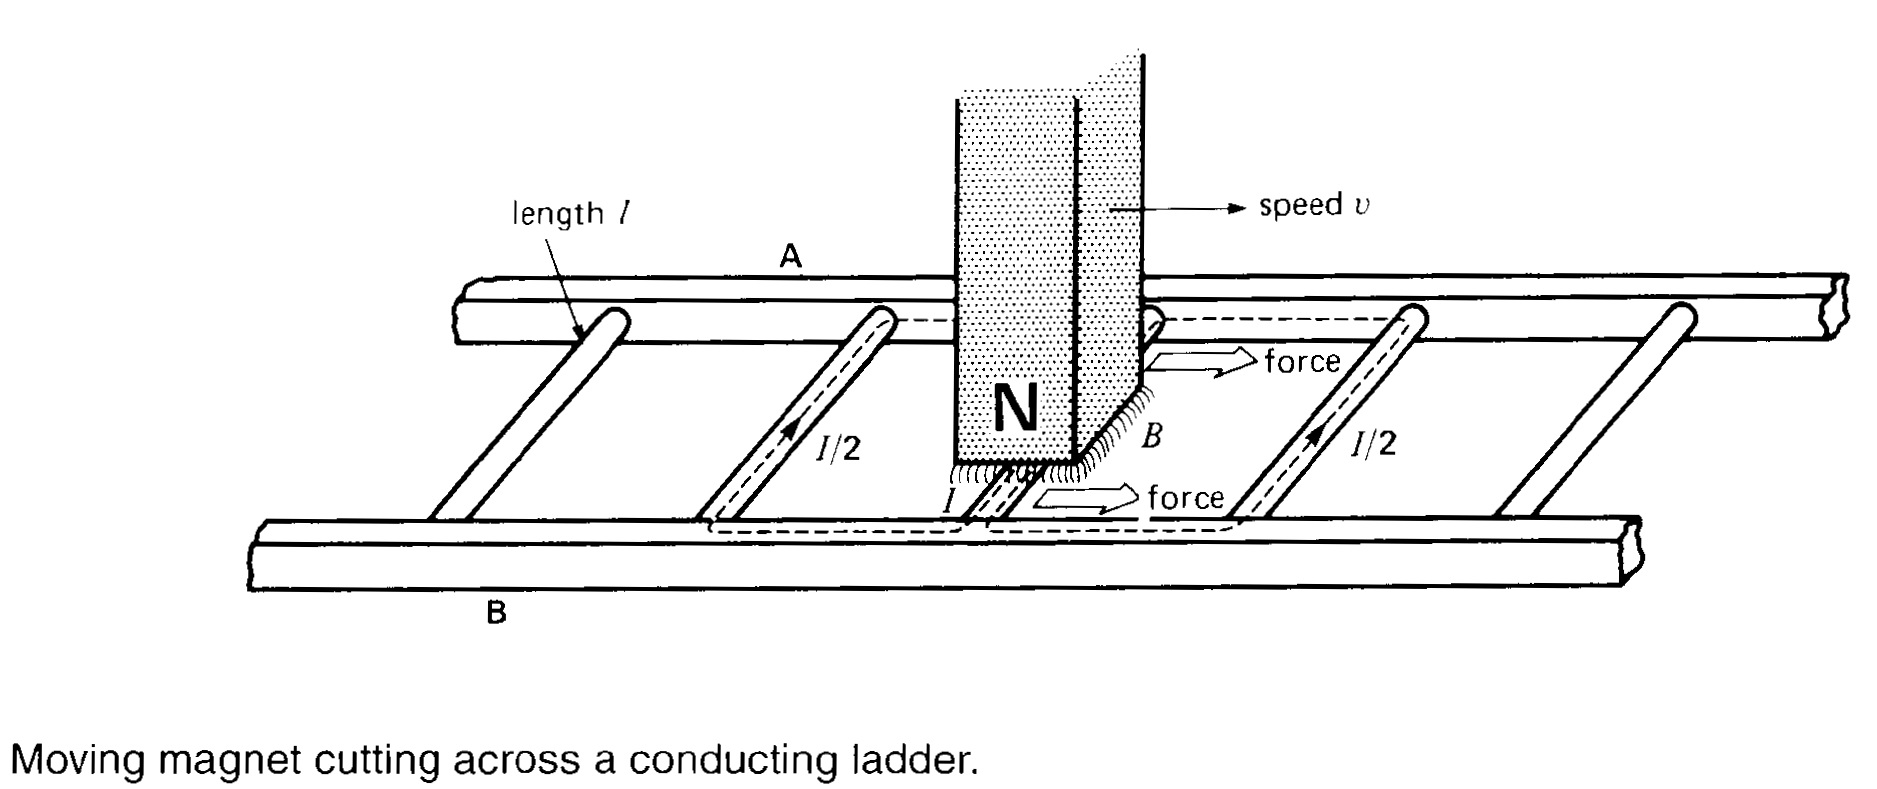 length l
A
speed υ
force
N
B
I/2
I/2
I
force
B
Moving magnet cutting across a conducting ladder.